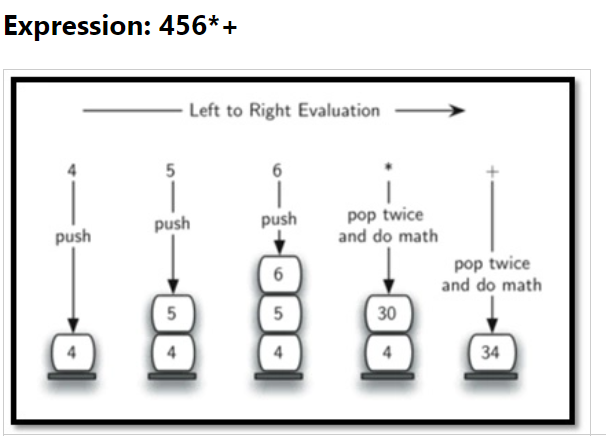 Expression: 456*+
Left to Right Evaluation
4
5
6
*
+
push
push
push
pop twice
and do math
pop twice
and do math
6
5
5
30
4
4
4
4
34